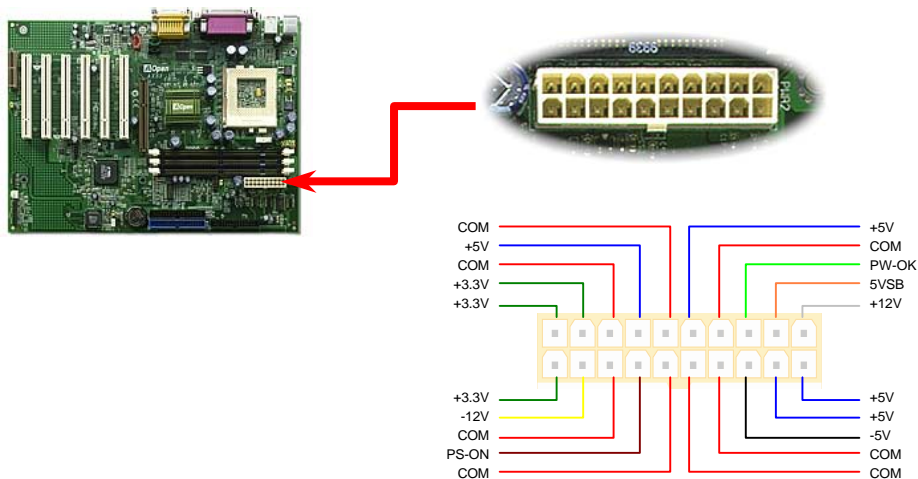 AOpen
AOpen
PWR2
COM
+5V
COM
+3.3V
+3.3V
+5V
COM
PW-OK
5VSB
+12V
+3.3V
-12V
COM
PS-ON
COM
+5V
+5V
-5V
COM
COM